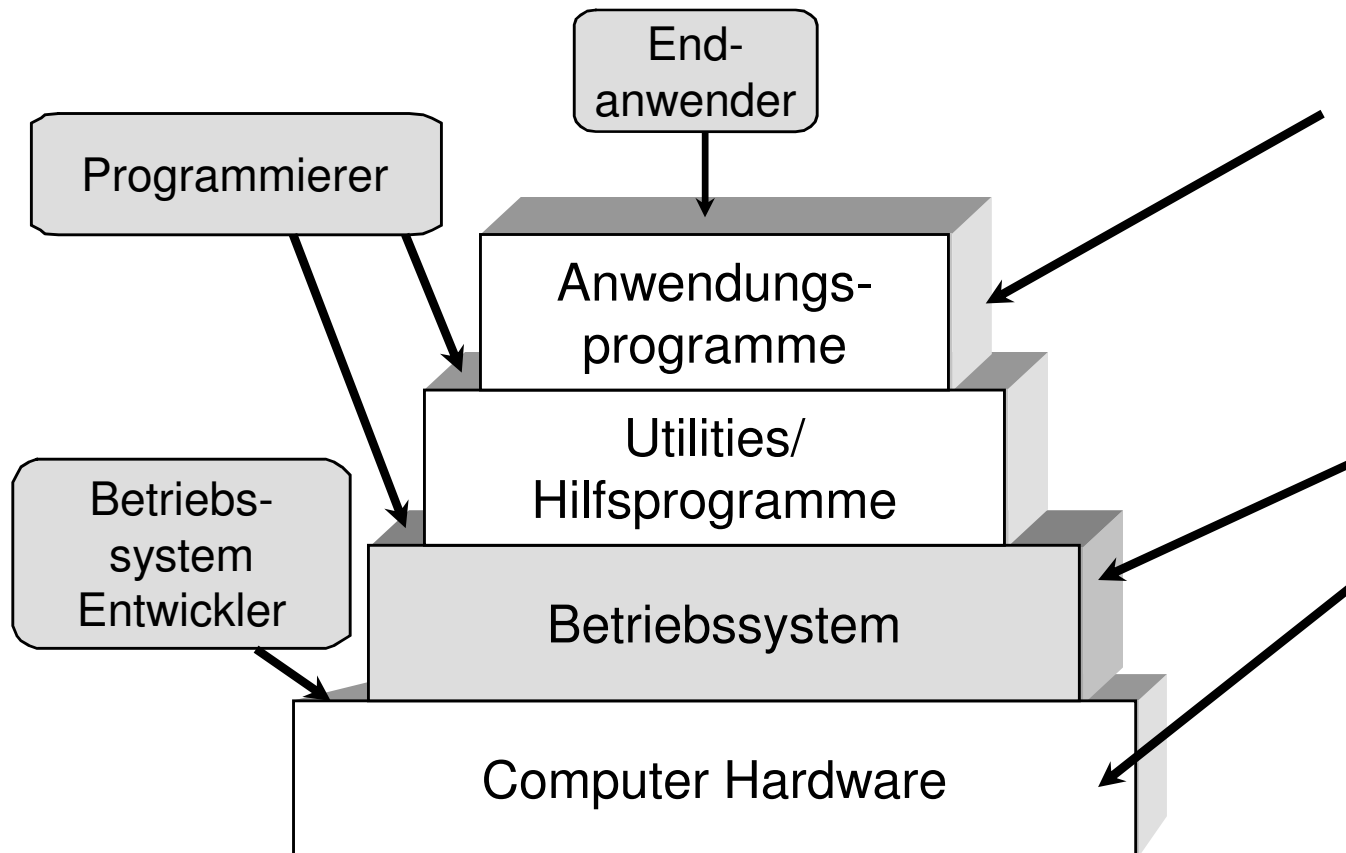 End-
anwender
Programmierer
Anwendungs-
programme
Utilities/
Hilfsprogramme
Betriebs-
system
Entwickler
Betriebssystem
Computer Hardware